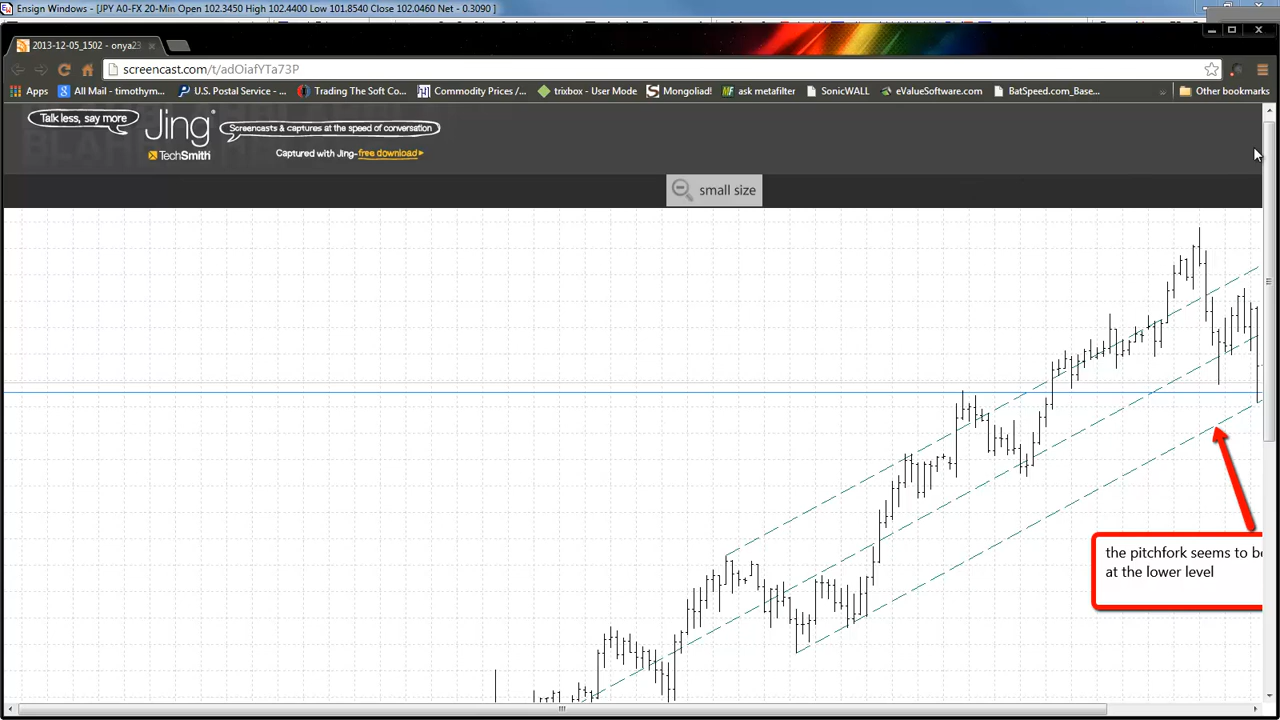 Ensign Windows - [JPY A0-FX 20-Min Open 102.3450 High 102.4400 Low 101.8540 Close 102.0460 Net - 0.3090 ]
2013-12-05_1502 - onya23
screencast.com/t/adOiafYTa73P
Apps All Mail - timothym... U.S. Postal Service - ... Trading The Soft Co... Commodity Prices /... trixbox - User Mode Mongoliad! ask metafilter SonicWALL eValueSoftware.com BatSpeed.com_Base... » Other bookmarks
Talk less, say more
Jing
Screencasts & captures at the speed of conversation
TechSmith
Captured with Jing-free download
small size
the pitchfork seems to be
at the lower level